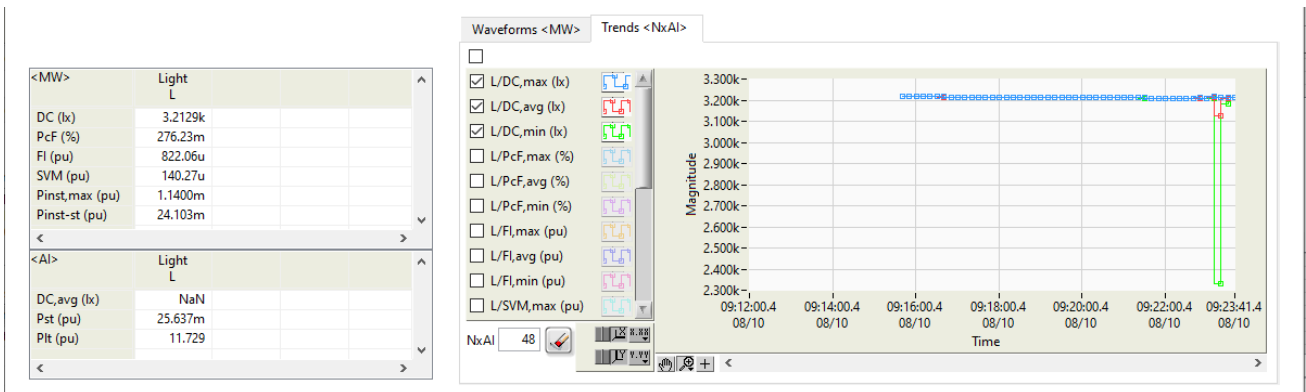 Waveforms <MW> Trends <NxAI>
<MW> Light
L
DC (lx) 3.2129k
PcF (%) 276.23m
FI (pu) 822.06u
SVM (pu) 140.27u
Pinst,max (pu) 1.1400m
Pinst-st (pu) 24.103m
<AI> Light
L
DC,avg (lx) NaN
Pst (pu) 25.637m
Plt (pu) 11.729
L/DC,max (lx)
L/DC,avg (lx)
L/DC,min (lx)
L/PcF,max (%)
L/PcF,avg (%)
L/PcF,min (%)
L/FI,max (pu)
L/FI,avg (pu)
L/FI,min (pu)
L/SVM,max (pu)
NxAI 48
X X.XX
Y Y.YY
Magnitude
3.300k
3.200k
3.100k
3.000k
2.900k
2.800k
2.700k
2.600k
2.500k
2.400k
2.300k
09:12:00.4 09:14:00.4 09:16:00.4 09:18:00.4 09:20:00.4 09:22:00.4 09:23:41.4
08/10 08/10 08/10 08/10 08/10 08/10 08/10
Time